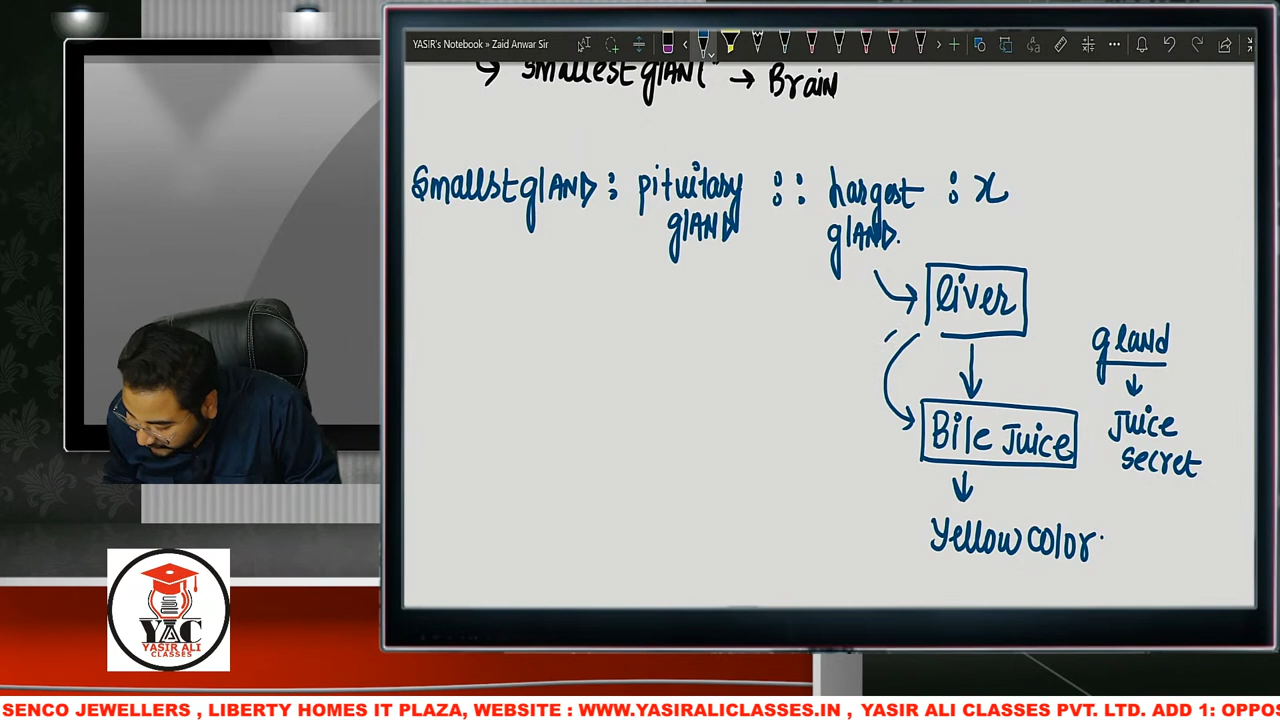 YASIR's Notebook » Zaid Anwar Sir
↳ Smallest gland → Brain
Smallst gland : pituitary gland :: largest gland. : x
liver
gland
↓
Juice secret
Bile Juice
Yellow color
YAC
YASIR ALI
CLASSES
SENCO JEWELLERS , LIBERTY HOMES IT PLAZA, WEBSITE : WWW.YASIRALICLASSES.IN , YASIR ALI CLASSES PVT. LTD. ADD 1: OPPOS